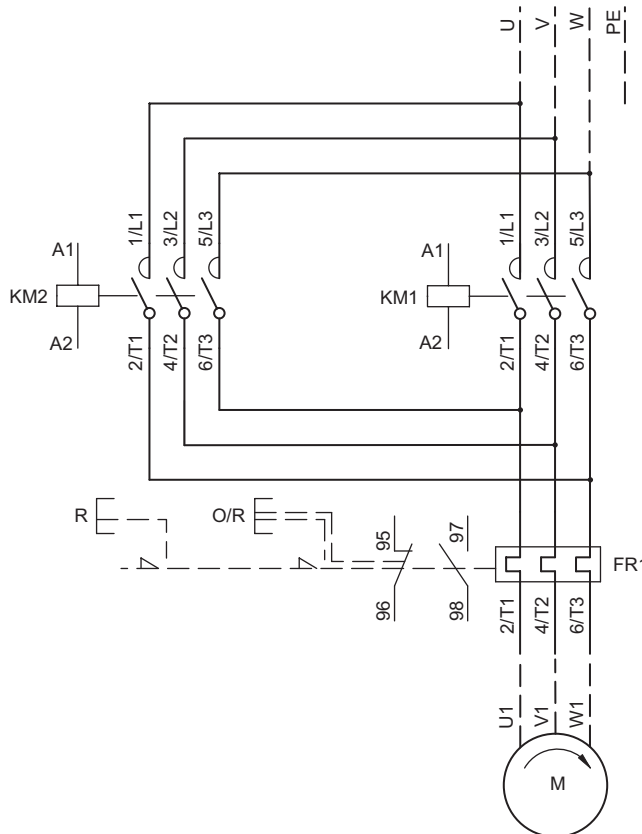 U
V
W
PE
A1
1/L1
3/L2
5/L3
KM2
A2
2/T1
4/T2
6/T3
A1
1/L1
3/L2
5/L3
KM1
A2
2/T1
4/T2
6/T3
R
O/R
95
97
96
98
FR1
2/T1
4/T2
6/T3
U1
V1
W1
M